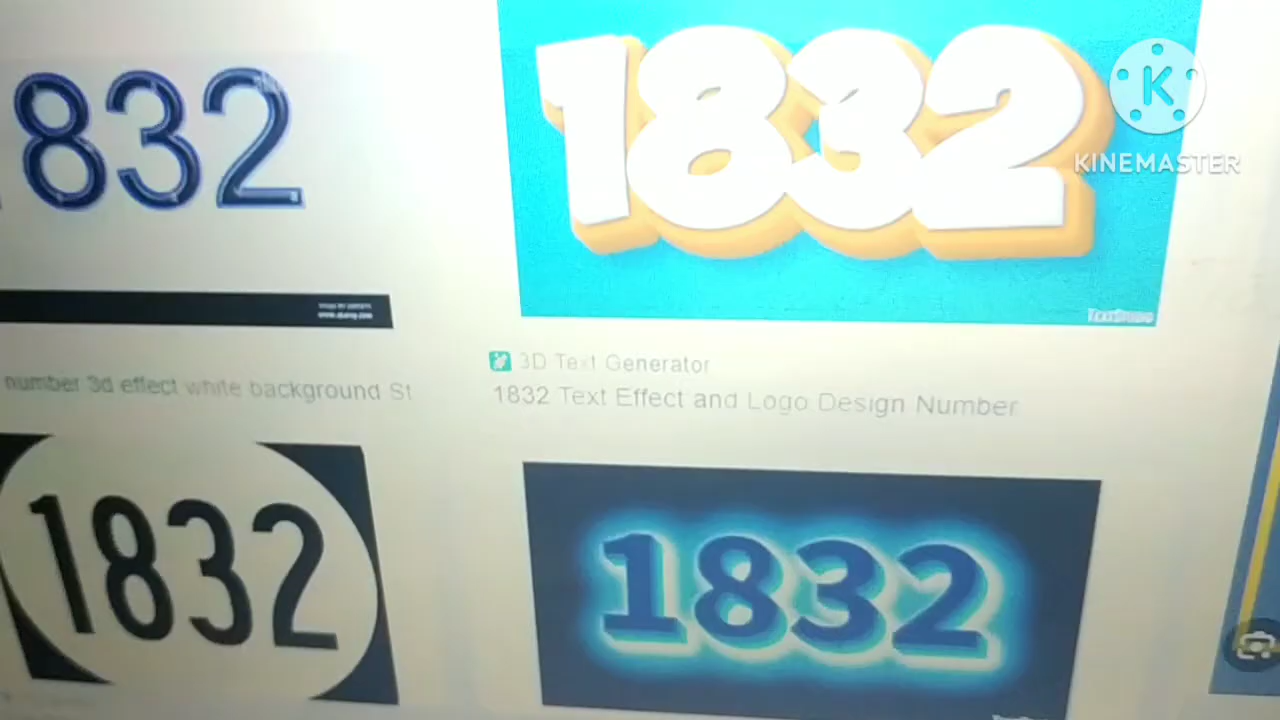 832
1832
KINEMASTER
3D Text Generator
number 3d effect white background St
1832 Text Effect and Logo Design Number
1832
1832